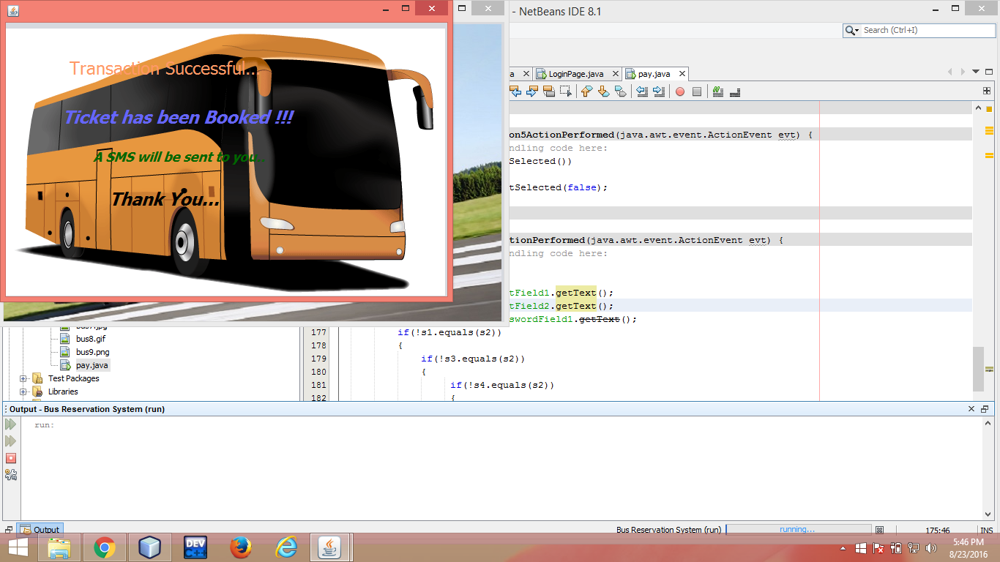 - NetBeans IDE 8.1
Search (Ctrl+I)
a
LoginPage.java
pay.java
Transaction Successful...
Ticket has been Booked !!!
A SMS will be sent to you..
Thank You...
on5ActionPerformed(java.awt.event.ActionEvent evt) {
ndling code here:
Selected())
tSelected(false);
tionPerformed(java.awt.event.ActionEvent evt) {
ndling code here:
tField1.getText();
tField2.getText();
swordField1.getText();
177 if(!s1.equals(s2))
178 {
179 if(!s3.equals(s2))
180 {
181 if(!s4.equals(s2))
182 {
bus8.gif
bus9.png
pay.java
Test Packages
Libraries
Output - Bus Reservation System (run)
run:
Output
Bus Reservation System (run)
running...
175:46
INS
DEV
C++
5:46 PM
8/23/2016